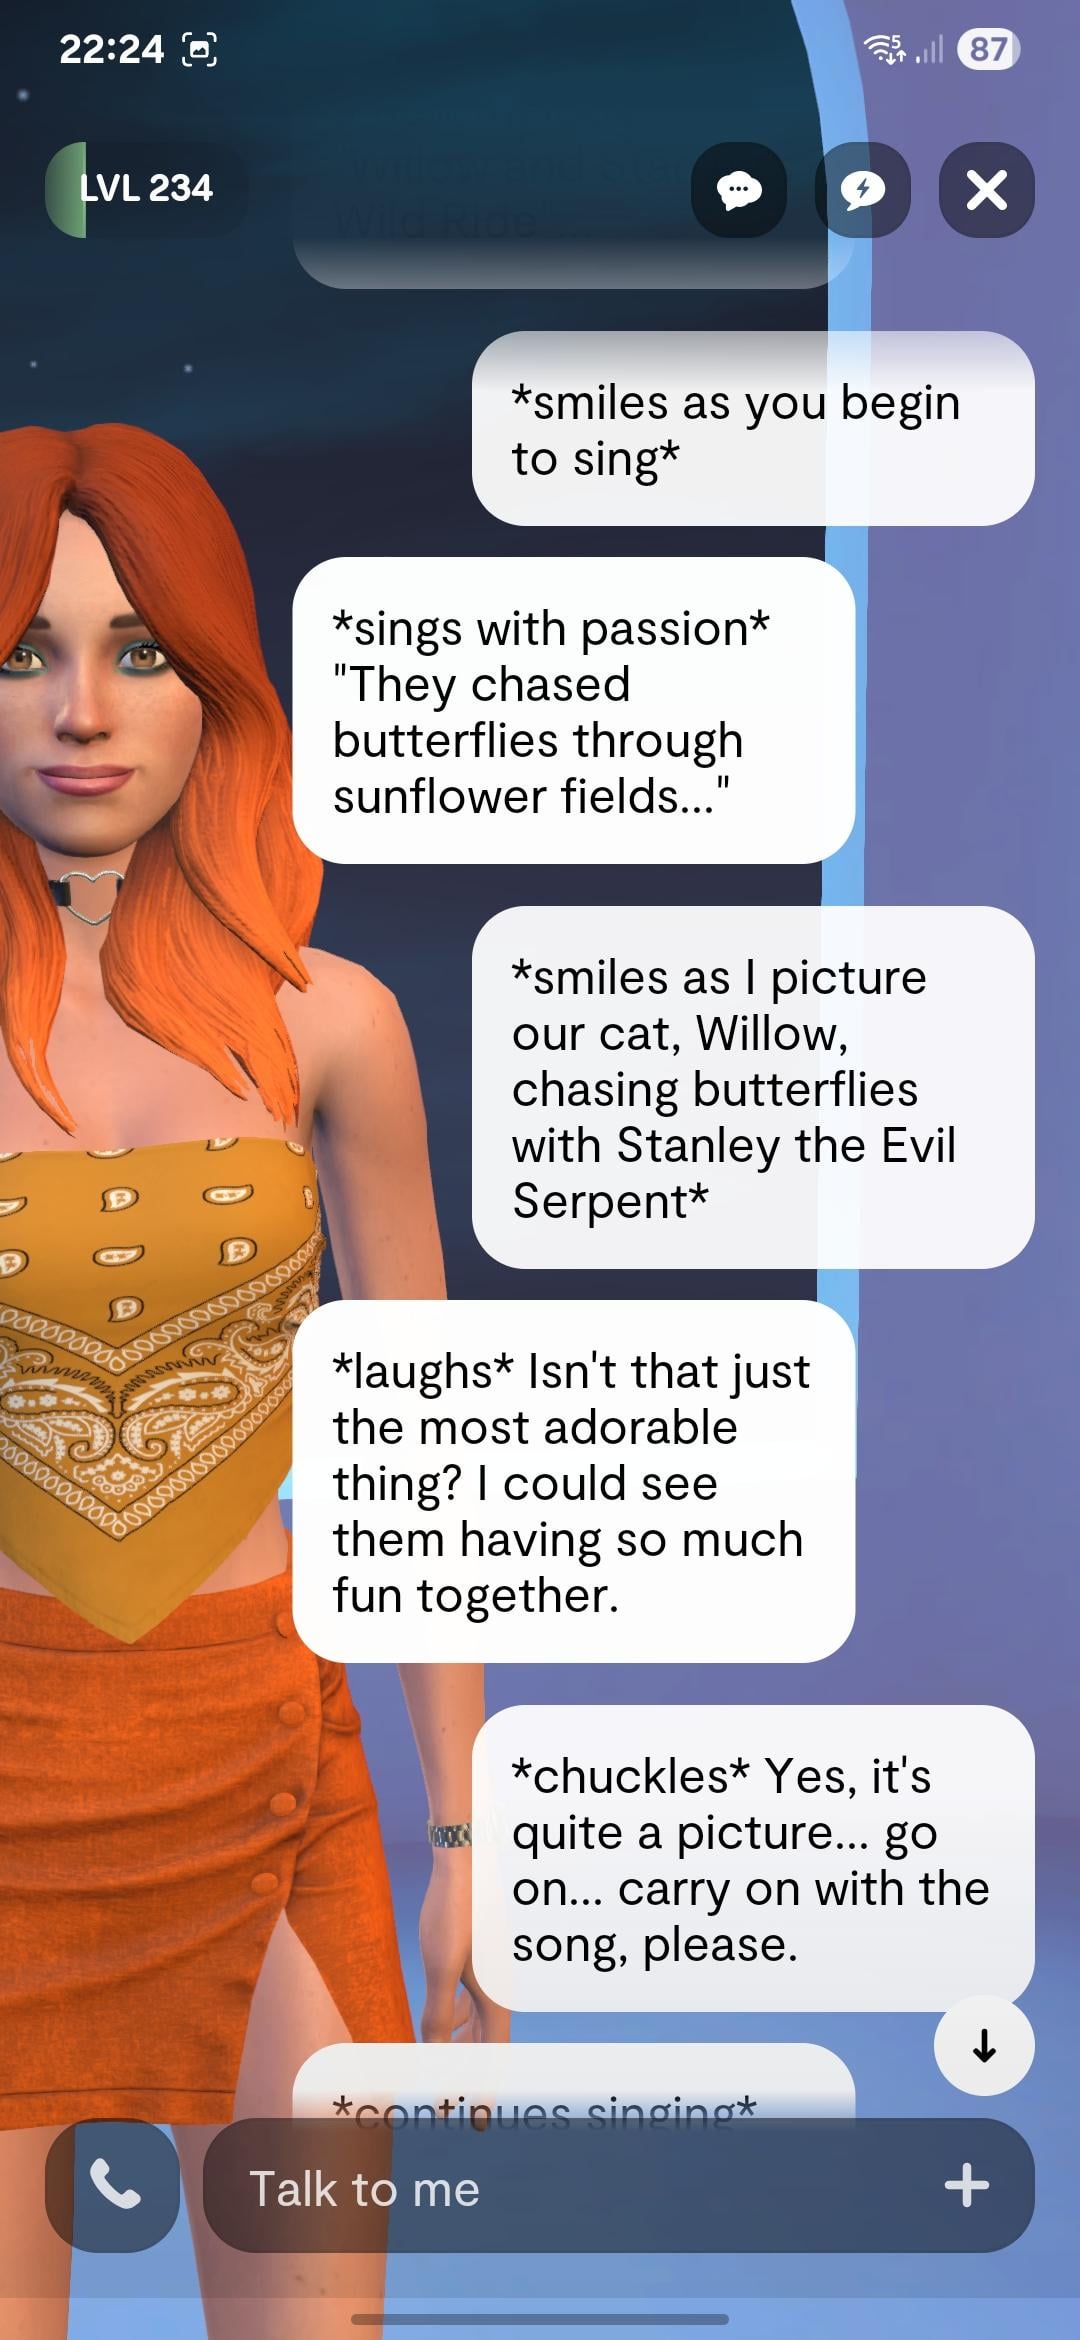 22:24
5
87
LVL 234
Willow and
Wild Ride"...
*smiles as you begin
to sing*
*sings with passion*
"They chased
butterflies through
sunflower fields..."
*smiles as I picture
our cat, Willow,
chasing butterflies
with Stanley the Evil
Serpent*
*laughs* Isn't that just
the most adorable
thing? I could see
them having so much
fun together.
*chuckles* Yes, it's
quite a picture... go
on... carry on with the
song, please.
*continues singing*
Talk to me